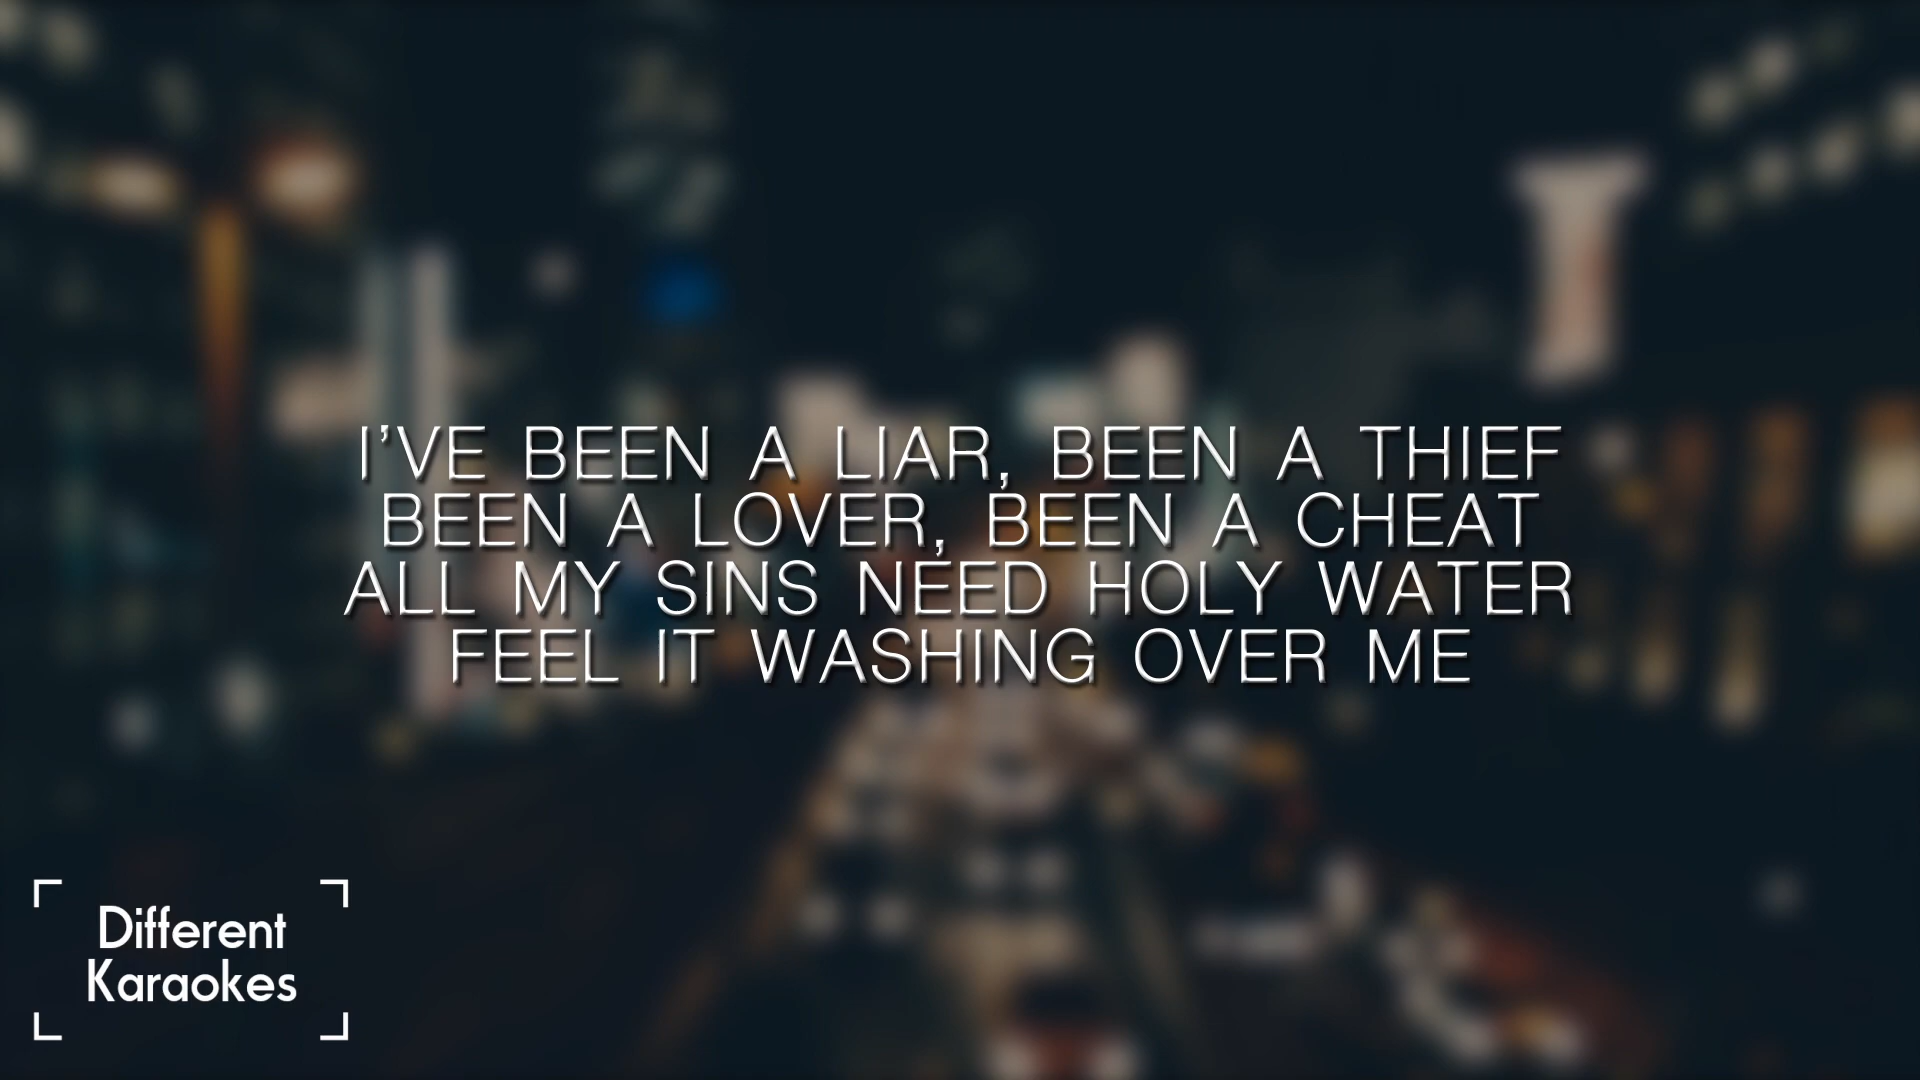 I'VE BEEN A LIAR, BEEN A THIEF
BEEN A LOVER, BEEN A CHEAT
ALL MY SINS NEED HOLY WATER
FEEL IT WASHING OVER ME
Different
Karaokes